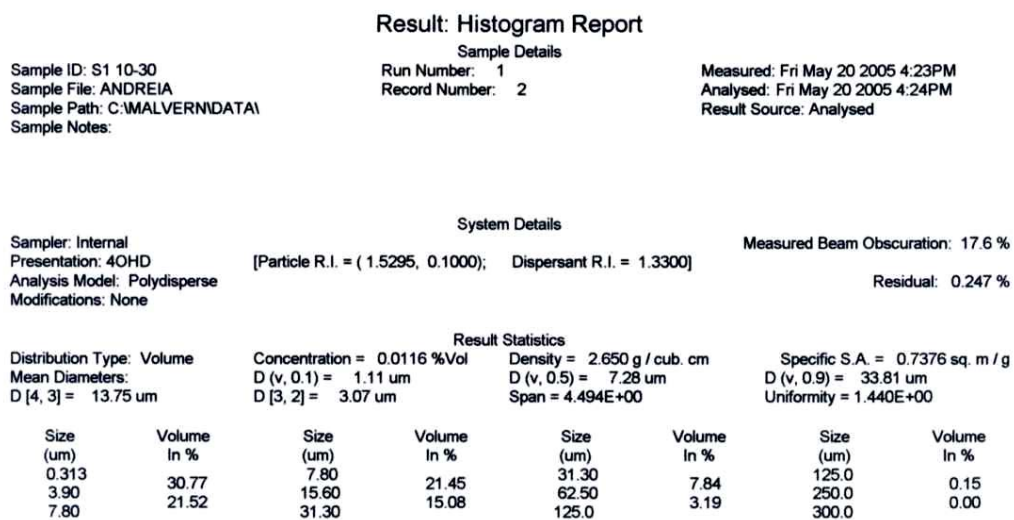 Result: Histogram Report
Sample Details
Sample ID: S1 10-30 Run Number: 1 Measured: Fri May 20 2005 4:23PM
Sample File: ANDREIA Record Number: 2 Analysed: Fri May 20 2005 4:24PM
Sample Path: C:\MALVERN\DATA\ Result Source: Analysed
Sample Notes:
System Details
Sampler: Internal Measured Beam Obscuration: 17.6 %
Presentation: 4OHD [Particle R.I. = ( 1.5295, 0.1000); Dispersant R.I. = 1.3300]
Analysis Model: Polydisperse Residual: 0.247 %
Modifications: None
Result Statistics
Distribution Type: Volume Concentration = 0.0116 %Vol Density = 2.650 g / cub. cm Specific S.A. = 0.7376 sq. m / g
Mean Diameters: D (v, 0.1) = 1.11 um D (v, 0.5) = 7.28 um D (v, 0.9) = 33.81 um
D [4, 3] = 13.75 um D [3, 2] = 3.07 um Span = 4.494E+00 Uniformity = 1.440E+00
Size Volume Size Volume Size Volume Size Volume
(um) In % (um) In % (um) In % (um) In %
0.313 7.80 31.30 125.0
30.77 21.45 7.84 0.15
3.90 15.60 62.50 250.0
21.52 15.08 3.19 0.00
7.80 31.30 125.0 300.0